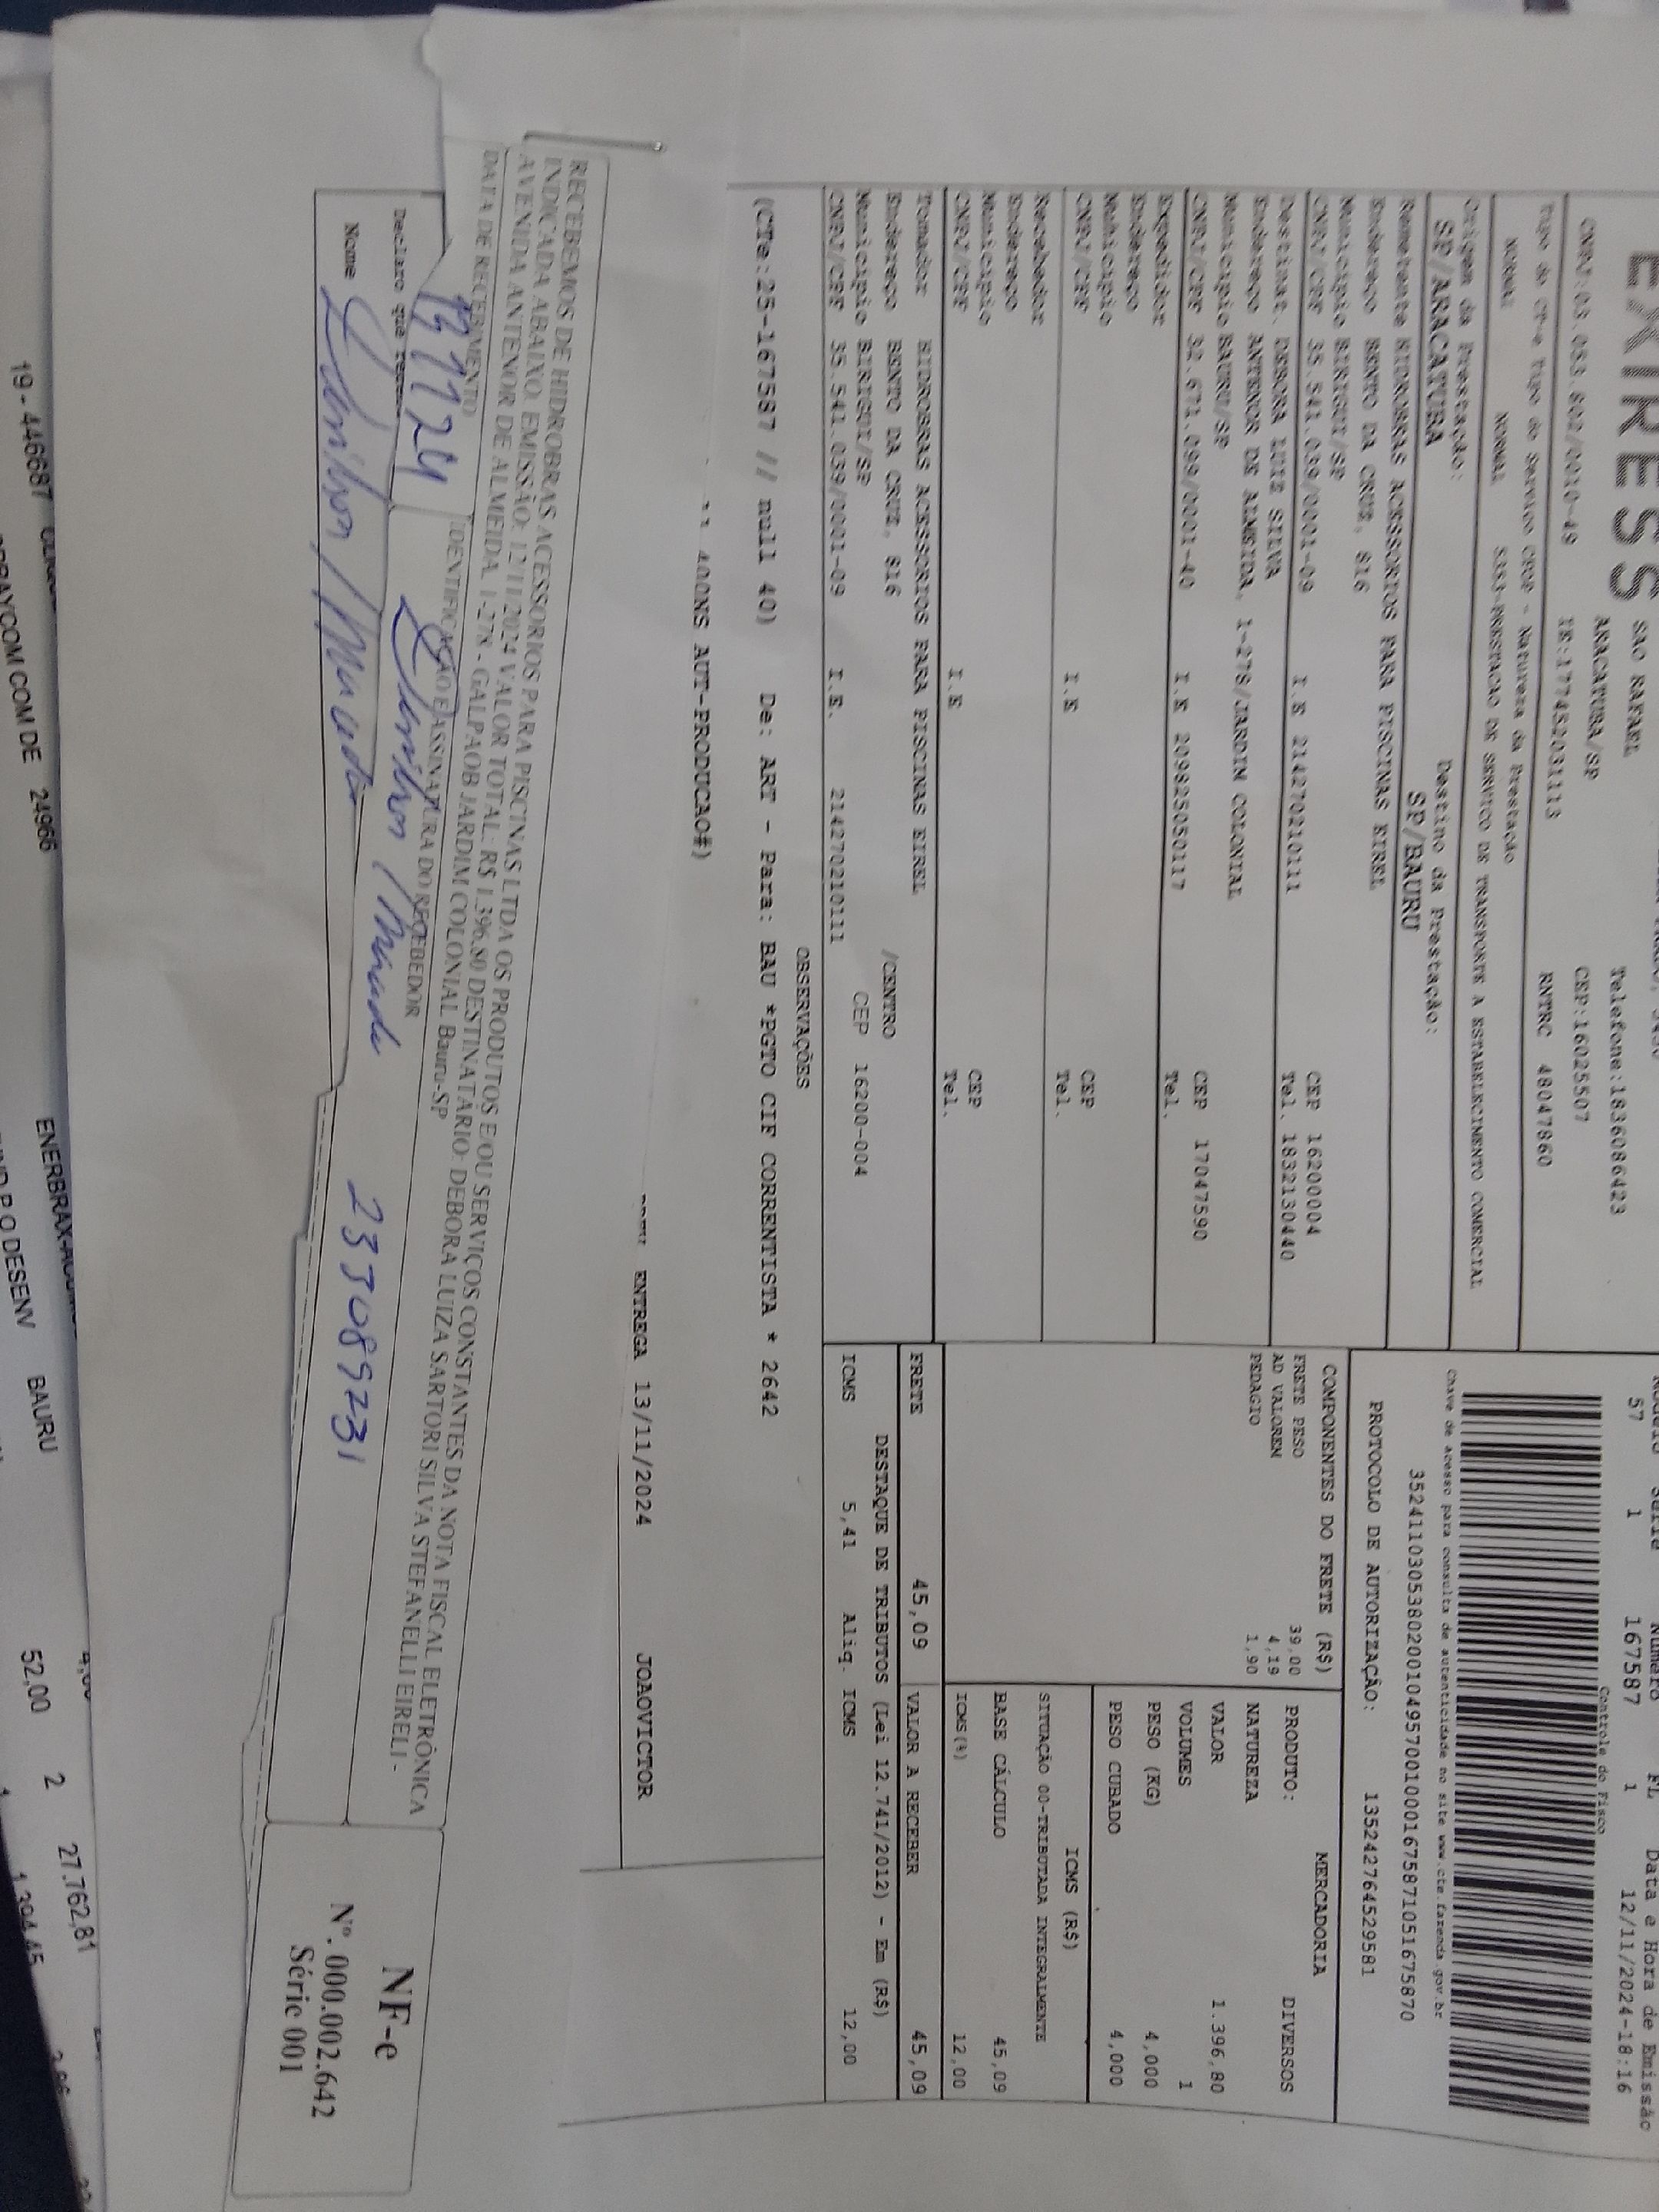 EXPRESS
SAO RAFAEL
Telefone:1836086423
ARACATUBA/SP CEP:16025507
CNPJ:03.053.802/0010-49 IE:177452031113 RNTRC 48047860
Tipo do CT-e Tipo do Serviço CFOP - Natureza da Prestação
NORMAL NORMAL 5353-PRESTACAO DE SERVICO DE TRANSPORTE A ESTABELECIMENTO COMERCIAL
Origem da Prestação: Destino da Prestação:
SP/ARACATUBA SP/BAURU
Remetente HIDROBRAS ACESSORIOS PARA PISCINAS EIREL
Endereço BENTO DA CRUZ, 816
Município BIRIGUI/SP CEP 16200004
CNPJ/CPF 35.541.039/0001-09 I.E 214270210111 Tel. 1832130440
Destinat. DEBORA LUIZ SILVA
Endereço ANTENOR DE ALMEIDA, 1-278/JARDIM COLONIAL
Município BAURU/SP CEP 17047590
CNPJ/CPF 32.671.099/0001-40 I.E 209825050117 Tel.
Expedidor
Endereço
Município CEP
CNPJ/CPF I.E Tel.
Recebedor
Endereço
Município CEP
CNPJ/CPF I.E Tel.
Tomador HIDROBRAS ACESSORIOS PARA PISCINAS EIREL
Endereço BENTO DA CRUZ, 816 /CENTRO
Município BIRIGUI/SP CEP 16200-004
CNPJ/CPF 35.541.039/0001-09 I.E. 214270210111
Modelo Série Número FL Data e Hora de Emissão
57 1 167587 1 12/11/2024-18:16
Controle do Fisco
Chave de acesso para consulta de autenticidade no site www.cte.fazenda.gov.br
35241103053802001049570010001675871051675870
PROTOCOLO DE AUTORIZAÇÃO: 135242764529581
COMPONENTES DO FRETE (R$)
FRETE PESO 39,00
AD VALOREM 4,19
PEDAGIO 1,90
MERCADORIA
PRODUTO: DIVERSOS
NATUREZA
VALOR 1.396,80
VOLUMES 1
PESO (KG) 4,000
PESO CUBADO 4,000
ICMS (R$)
SITUAÇÃO 00-TRIBUTADA INTEGRALMENTE
BASE CÁLCULO 45,09
ICMS(%) 12,00
FRETE 45,09 VALOR A RECEBER 45,09
DESTAQUE DE TRIBUTOS (Lei 12.741/2012) - Em (R$)
ICMS 5,41 Aliq. ICMS 12,00
OBSERVAÇÕES
(CTe:25-167587 // null 40) De: ART - Para: BAU *PGTO CIF CORRENTISTA * 2642
400NS AUT-PRODUCAO#)
ENTREGA 13/11/2024 JOAOVICTOR
RECEBEMOS DE HIDROBRAS ACESSORIOS PARA PISCINAS LTDA OS PRODUTOS E/OU SERVIÇOS CONSTANTES DA NOTA FISCAL ELETRÔNICA
INDICADA ABAIXO. EMISSÃO: 12/11/2024 VALOR TOTAL: R$ 1.396,80 DESTINATÁRIO: DEBORA LUIZA SARTORI SILVA STEFANELLI EIRELI -
AVENIDA ANTENOR DE ALMEIDA, 1-278 - GALPAOB JARDIM COLONIAL Bauru-SP
DATA DE RECEBIMENTO IDENTIFICAÇÃO E ASSINATURA DO RECEBEDOR
Declaro que
Nome
233089231
NF-e
Nº. 000.002.642
Série 001
19 - 446687
COM DE 24966
ENERBRAX
DESENV BAURU
52,00 2 27.762,81
1.304,45